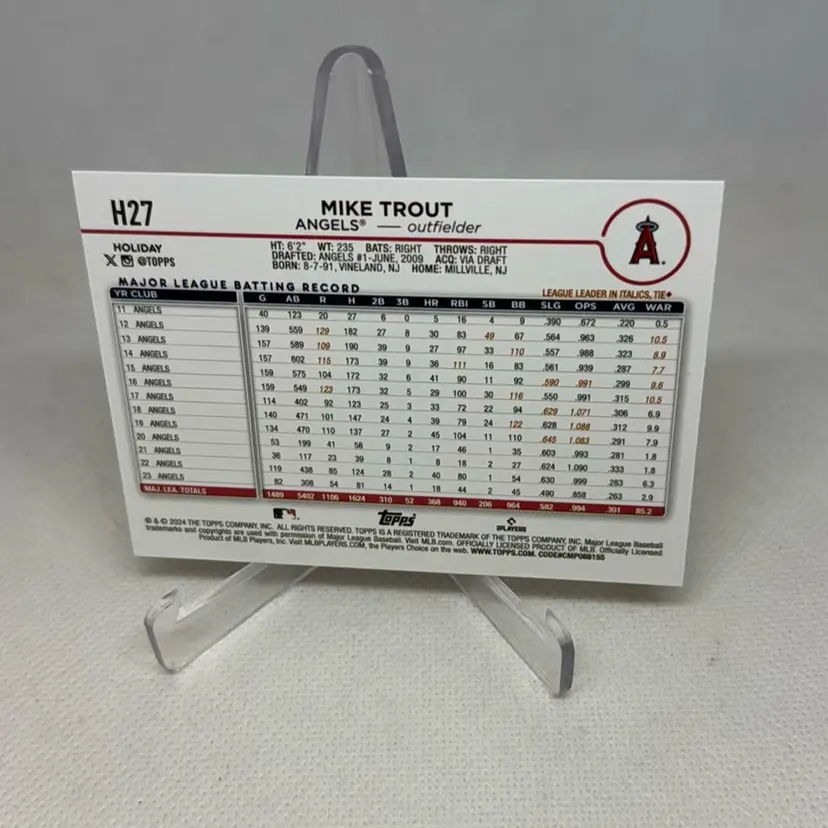 H27
MIKE TROUT
ANGELS® — outfielder
HOLIDAY
@TOPPS
HT: 6'2" WT: 235 BATS: RIGHT THROWS: RIGHT
DRAFTED: ANGELS #1-JUNE, 2009 ACQ: VIA DRAFT
BORN: 8-7-91, VINELAND, NJ HOME: MILLVILLE, NJ
A
MAJOR LEAGUE BATTING RECORD
LEAGUE LEADER IN ITALICS, TIE◆
YR CLUB G AB R H 2B 3B HR RBI SB BB SLG OPS AVG WAR
11 ANGELS 40 123 20 27 6 0 5 16 4 9 .390 .672 .220 0.5
12 ANGELS 139 559 129 182 27 8 30 83 49 67 .564 .963 .326 10.5
13 ANGELS 157 589 109 190 39 9 27 97 33 110 .557 .988 .323 8.9
14 ANGELS 157 602 115 173 39 9 36 111 16 83 .561 .939 .287 7.7
15 ANGELS 159 575 104 172 32 6 41 90 11 92 .590 .991 .299 9.6
16 ANGELS 159 549 123 173 32 5 29 100 30 116 .550 .991 .315 10.5
17 ANGELS 114 402 92 123 25 3 33 72 22 94 .629 1.071 .306 6.9
18 ANGELS 140 471 101 147 24 4 39 79 24 122 .628 1.088 .312 9.9
19 ANGELS 134 470 110 137 27 2 45 104 11 110 .645 1.083 .291 7.9
20 ANGELS 53 199 41 56 9 2 17 46 1 35 .603 .993 .281 1.8
21 ANGELS 36 117 23 39 8 1 8 18 2 27 .624 1.090 .333 1.8
22 ANGELS 119 438 85 124 28 2 40 80 1 54 .630 .999 .283 6.3
23 ANGELS 82 308 54 81 14 1 18 44 2 45 .490 .858 .263 2.9
MAJ. LEA. TOTALS 1489 5402 1106 1624 310 52 368 940 206 964 .582 .994 .301 85.2
topps
PLAYERS
® & © 2024 THE TOPPS COMPANY, INC. ALL RIGHTS RESERVED. TOPPS IS A REGISTERED TRADEMARK OF THE TOPPS COMPANY, INC. Major League Baseball
trademarks and copyrights are used with permission of Major League Baseball. Visit MLB.com. OFFICIALLY LICENSED PRODUCT OF MLB. Officially Licensed
Product of MLB Players, Inc. Visit MLBPLAYERS.COM, the Players Choice on the web. WWW.TOPPS.COM. CODE#CMP088155